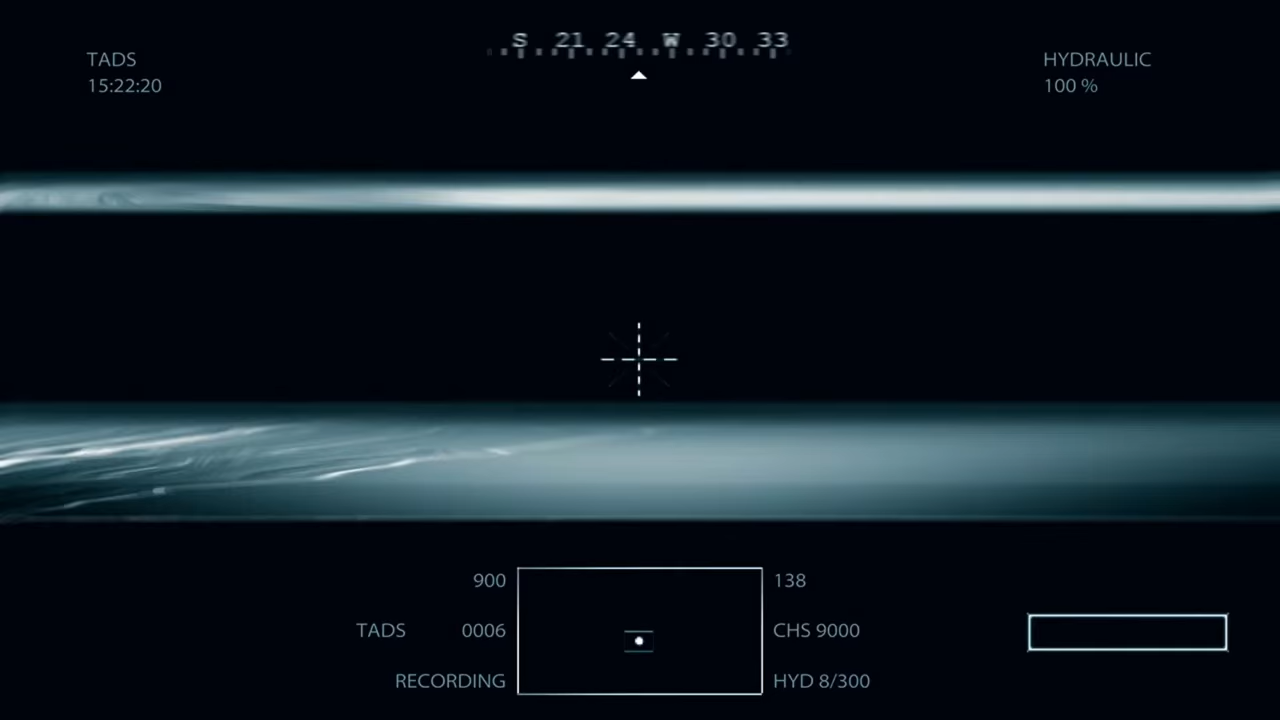 S 21 24 W 30 33
TADS
15:22:20
HYDRAULIC
100 %
900
138
TADS 0006
CHS 9000
RECORDING
HYD 8/300